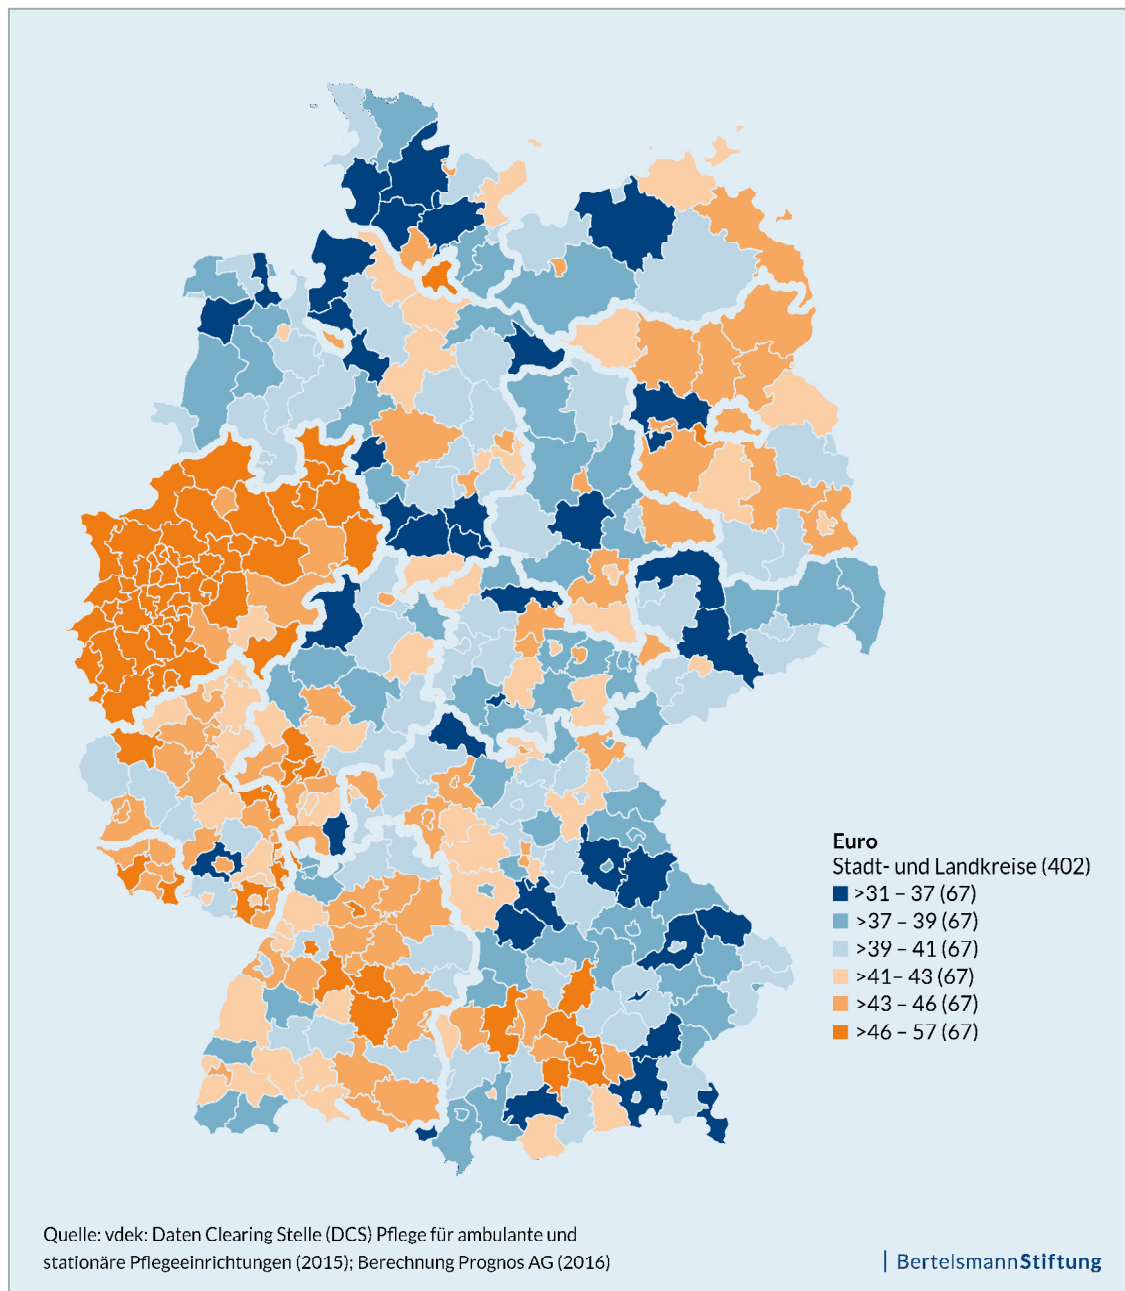 Euro
Stadt- und Landkreise (402)
>31 – 37 (67)
>37 – 39 (67)
>39 – 41 (67)
>41– 43 (67)
>43 – 46 (67)
>46 – 57 (67)
Quelle: vdek: Daten Clearing Stelle (DCS) Pflege für ambulante und
stationäre Pflegeeinrichtungen (2015); Berechnung Prognos AG (2016)
| BertelsmannStiftung